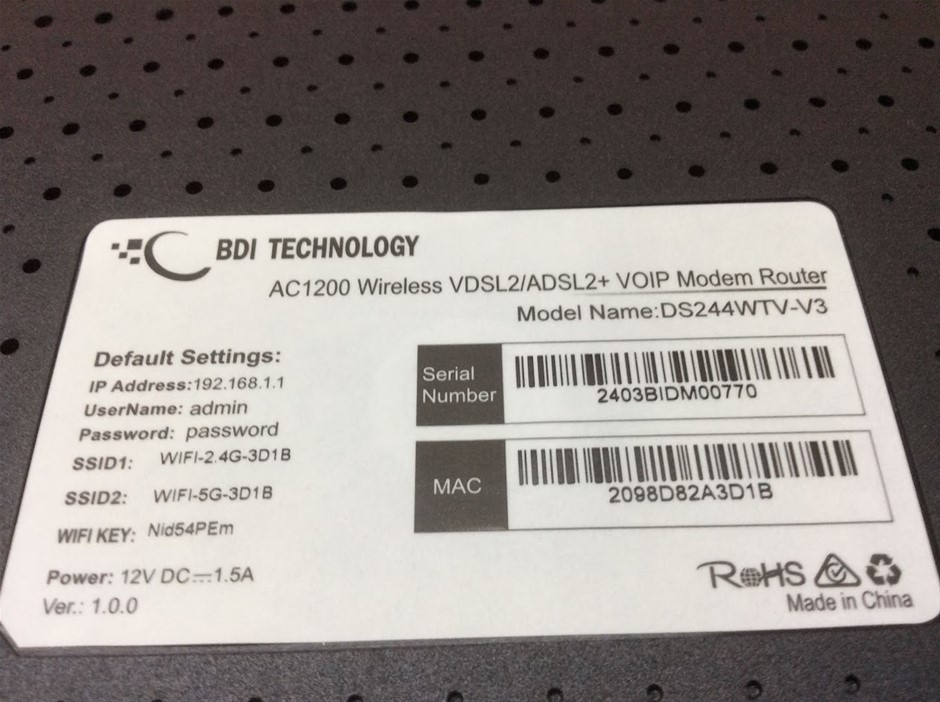 BDI TECHNOLOGY
AC1200 Wireless VDSL2/ADSL2+ VOIP Modem Router
Model Name:DS244WTV-V3
Default Settings:
IP Address:192.168.1.1
UserName: admin
Password: password
SSID1: WIFI-2.4G-3D1B
SSID2: WIFI-5G-3D1B
WIFI KEY: Nid54PEm
Power: 12V DC⎓1.5A
Ver.: 1.0.0
Serial
Number
2403BIDM00770
MAC
2098D82A3D1B
RoHS
Made in China